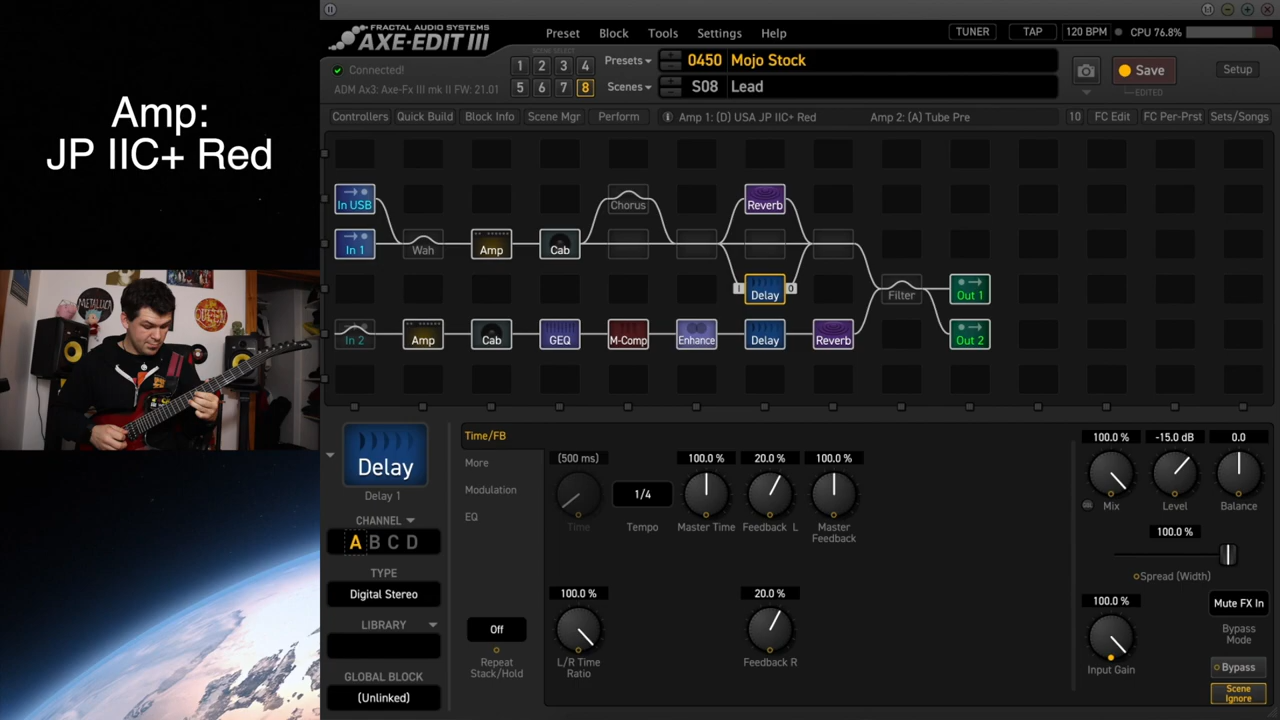 Amp:
JP IIC+ Red
METALLICA
QUEEN
FRACTAL AUDIO SYSTEMS
AXE-EDIT III
Preset Block Tools Settings Help
TUNER TAP 120 BPM CPU 76.8%
Connected!
ADM Ax3: Axe-Fx III mk II FW: 21.01
SCENE SELECT
1 2 3 4
5 6 7 8
Presets 0450 Mojo Stock
Scenes S08 Lead
Save
EDITED
Setup
Controllers Quick Build Block Info Scene Mgr Perform Amp 1: (D) USA JP IIC+ Red Amp 2: (A) Tube Pre 10 FC Edit FC Per-Prst Sets/Songs
In USB Chorus Reverb
In 1 Wah Amp Cab
I Delay O Filter Out 1
In 2 Amp Cab GEQ M-Comp Enhance Delay Reverb Out 2
Delay
Delay 1
CHANNEL
A B C D
TYPE
Digital Stereo
LIBRARY
GLOBAL BLOCK
(Unlinked)
Time/FB
More
Modulation
EQ
Off
Repeat
Stack/Hold
(500 ms) 100.0 % 20.0 % 100.0 %
1/4
Time Tempo Master Time Feedback L Master
Feedback
100.0 % 20.0 %
L/R Time
Ratio
Feedback R
100.0 % -15.0 dB 0.0
Mix Level Balance
100.0 %
Spread (Width)
100.0 %
Input Gain
Mute FX In
Bypass
Mode
Bypass
Scene
Ignore